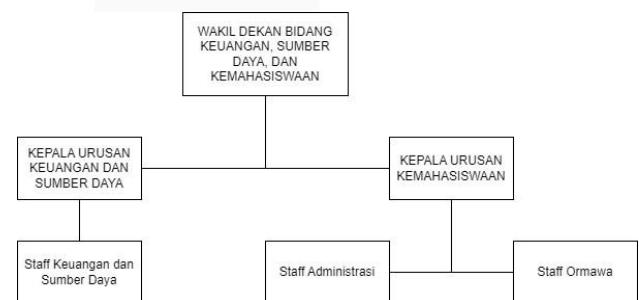 WAKIL DEKAN BIDANG
KEUANGAN, SUMBER
DAYA, DAN
KEMAHASISWAAN
KEPALA URUSAN
KEUANGAN DAN
SUMBER DAYA
KEPALA URUSAN
KEMAHASISWAAN
Staff Keuangan dan
Sumber Daya
Staff Administrasi
Staff Ormawa